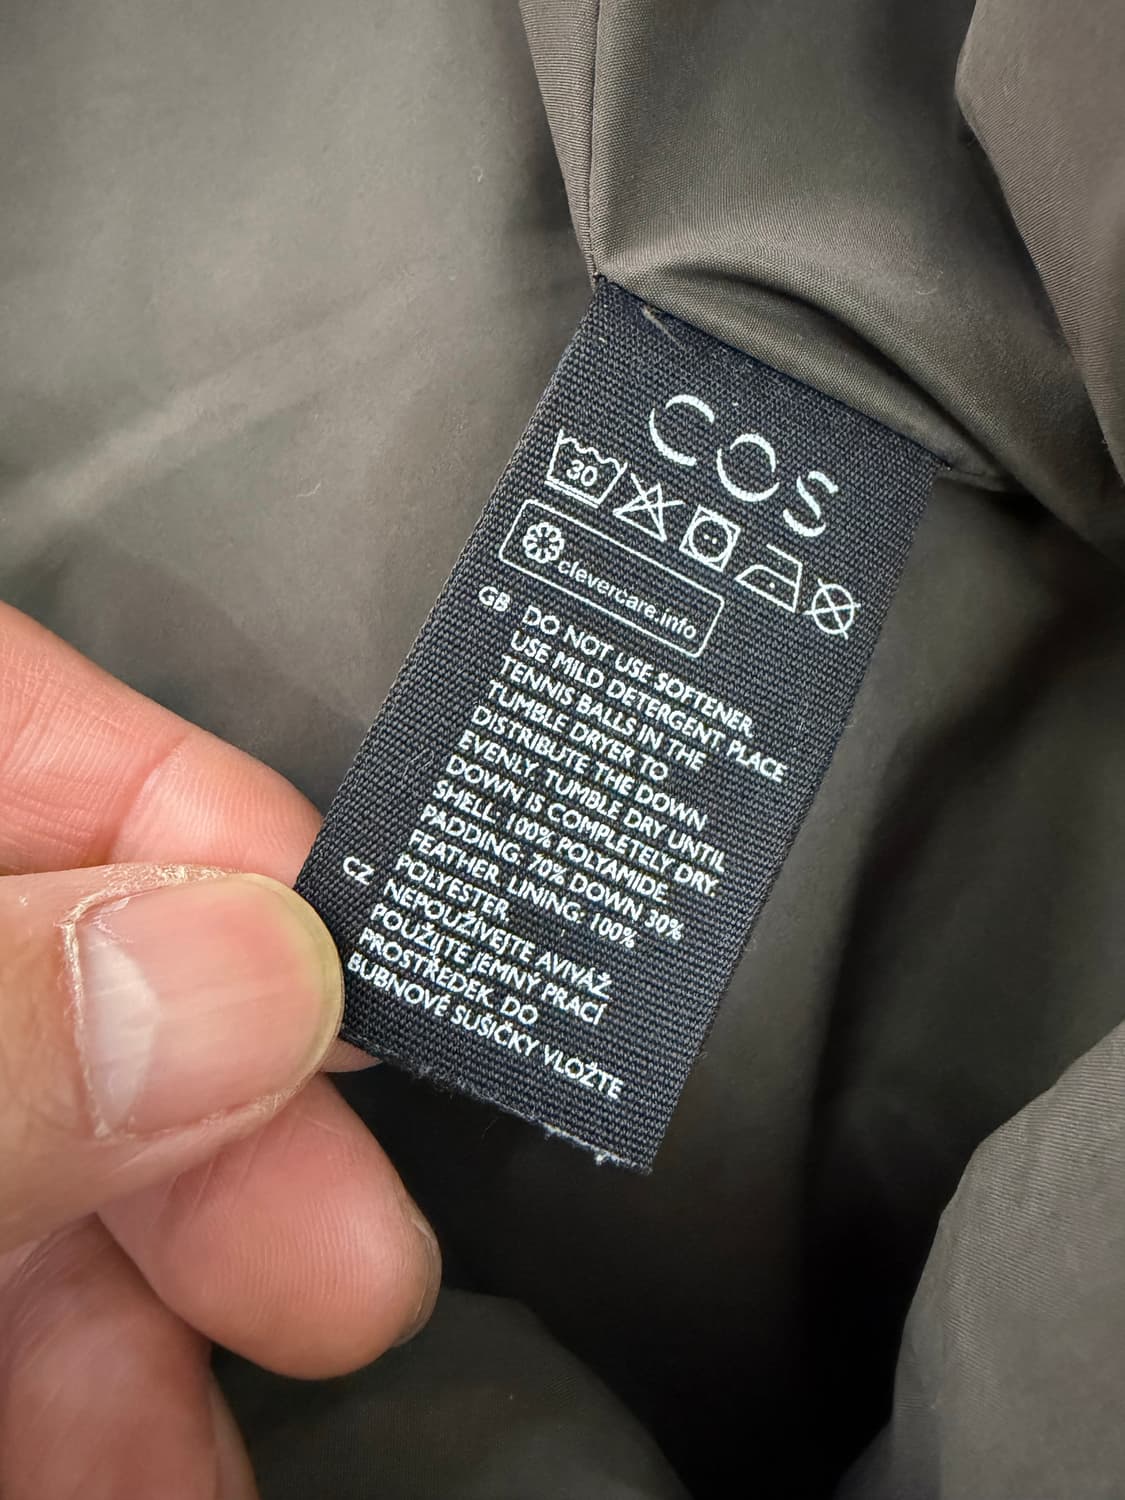 COS
30
clevercare.info
GB DO NOT USE SOFTENER.
USE MILD DETERGENT. PLACE
TENNIS BALLS IN THE
TUMBLE DRYER TO
DISTRIBUTE THE DOWN
EVENLY. TUMBLE DRY UNTIL
DOWN IS COMPLETELY DRY.
SHELL: 100% POLYAMIDE.
PADDING: 70% DOWN 30%
FEATHER. LINING: 100%
POLYESTER.
CZ NEPOUŽÍVEJTE AVIVÁŽ.
POUŽIJTE JEMNÝ PRACÍ
PROSTŘEDEK. DO
BUBNOVÉ SUŠIČKY VLOŽTE